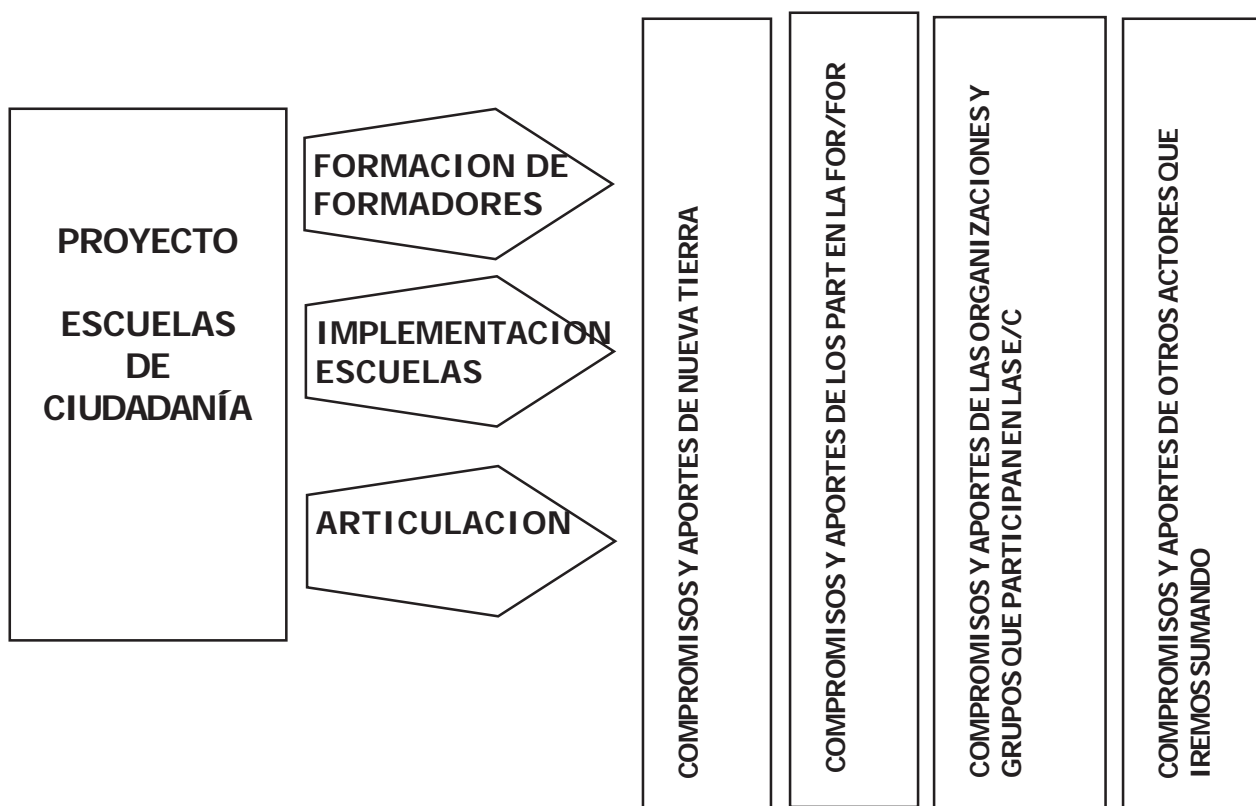 PROYECTO
ESCUELAS
DE
CIUDADANÍA
FORMACION DE
FORMADORES
IMPLEMENTACION
ESCUELAS
ARTICULACION
COMPROMISOS Y APORTES DE NUEVA TIERRA
COMPROMISOS Y APORTES DE LOS PART EN LA FOR/FOR
COMPROMISOS Y APORTES DE LAS ORGANIZACIONES Y
GRUPOS QUE PARTICIPAN EN LAS E/C
COMPROMISOS Y APORTES DE OTROS ACTORES QUE
IREMOS SUMANDO